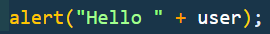 alert("Hello " + user);